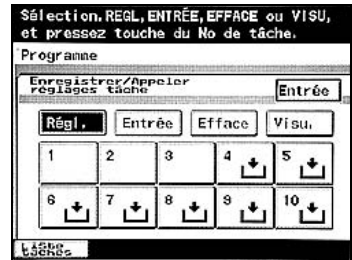 Sélection.REGL,ENTRÉE,EFFACE ou VISU,
et pressez touche du No de tâche.
Programme
Enregistrer/Appeler
réglages tâche
Entrée
Régl. Entrée Efface Visu.
1 2 3 4 5
6 7 8 9 10
Liste
tâches